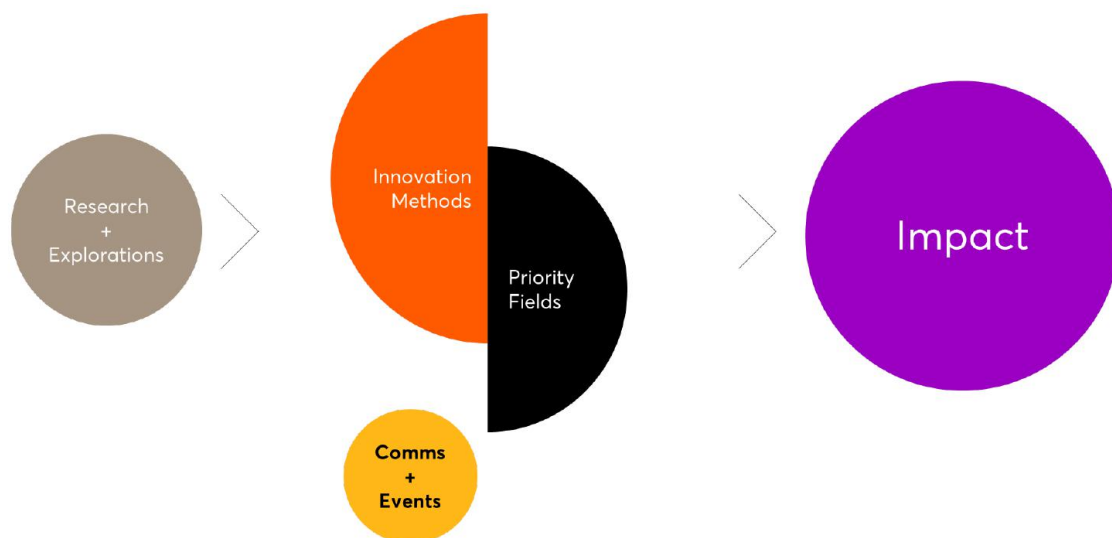 Research
+
Explorations
Innovation
Methods
Priority
Fields
Comms
+
Events
Impact